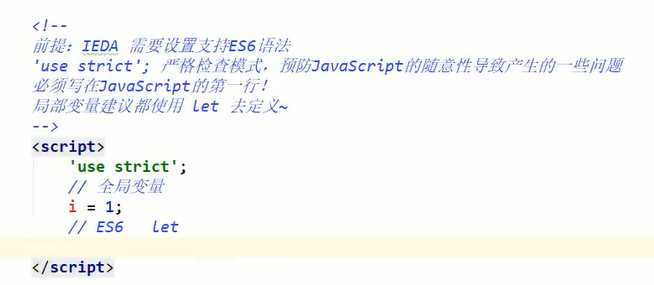 <!--
前提：IEDA 需要设置支持ES6语法
'use strict'; 严格检查模式，预防JavaScript的随意性导致产生的一些问题
必须写在JavaScript的第一行！
局部变量建议都使用 let 去定义~
-->
<script>
'use strict';
// 全局变量
i = 1;
// ES6 let
</script>